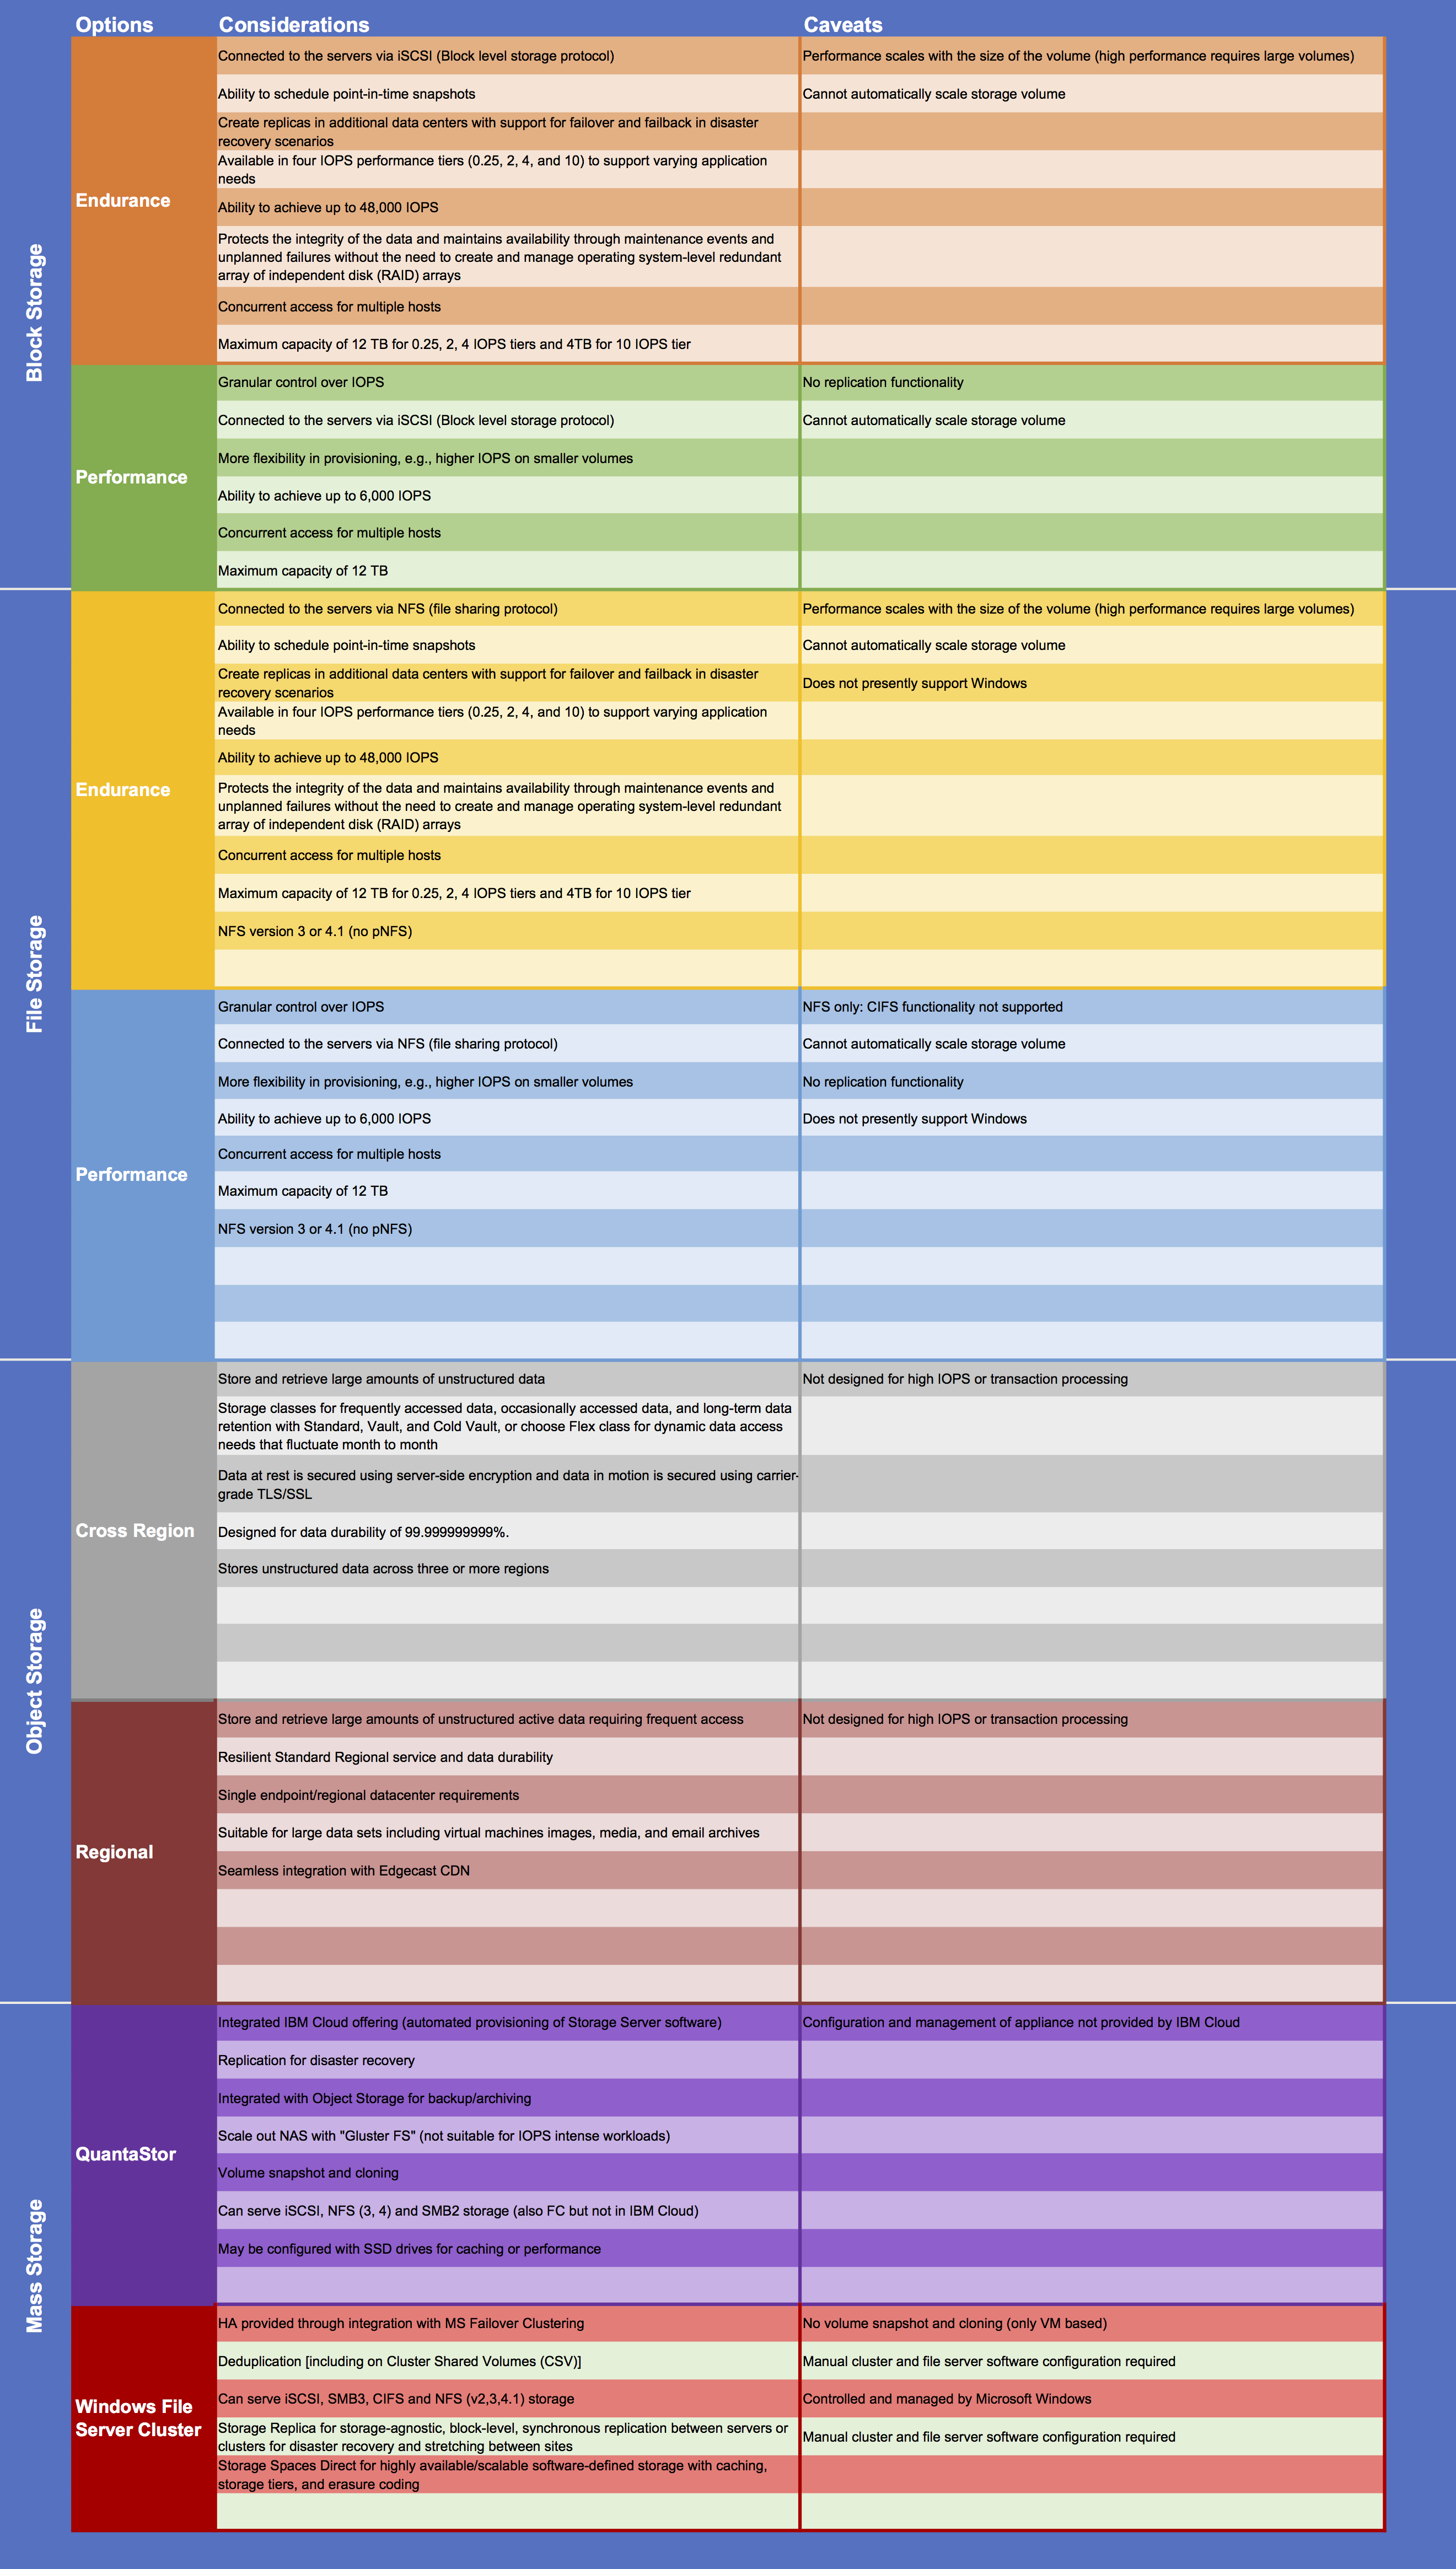 Options Considerations Caveats
Block Storage
Endurance
Connected to the servers via iSCSI (Block level storage protocol)
Performance scales with the size of the volume (high performance requires large volumes)
Ability to schedule point-in-time snapshots
Cannot automatically scale storage volume
Create replicas in additional data centers with support for failover and failback in disaster
recovery scenarios
Available in four IOPS performance tiers (0.25, 2, 4, and 10) to support varying application
needs
Ability to achieve up to 48,000 IOPS
Protects the integrity of the data and maintains availability through maintenance events and
unplanned failures without the need to create and manage operating system-level redundant
array of independent disk (RAID) arrays
Concurrent access for multiple hosts
Maximum capacity of 12 TB for 0.25, 2, 4 IOPS tiers and 4TB for 10 IOPS tier
Performance
Granular control over IOPS
No replication functionality
Connected to the servers via iSCSI (Block level storage protocol)
Cannot automatically scale storage volume
More flexibility in provisioning, e.g., higher IOPS on smaller volumes
Ability to achieve up to 6,000 IOPS
Concurrent access for multiple hosts
Maximum capacity of 12 TB
File Storage
Endurance
Connected to the servers via NFS (file sharing protocol)
Performance scales with the size of the volume (high performance requires large volumes)
Ability to schedule point-in-time snapshots
Cannot automatically scale storage volume
Create replicas in additional data centers with support for failover and failback in disaster
recovery scenarios
Does not presently support Windows
Available in four IOPS performance tiers (0.25, 2, 4, and 10) to support varying application
needs
Ability to achieve up to 48,000 IOPS
Protects the integrity of the data and maintains availability through maintenance events and
unplanned failures without the need to create and manage operating system-level redundant
array of independent disk (RAID) arrays
Concurrent access for multiple hosts
Maximum capacity of 12 TB for 0.25, 2, 4 IOPS tiers and 4TB for 10 IOPS tier
NFS version 3 or 4.1 (no pNFS)
Performance
Granular control over IOPS
NFS only: CIFS functionality not supported
Connected to the servers via NFS (file sharing protocol)
Cannot automatically scale storage volume
More flexibility in provisioning, e.g., higher IOPS on smaller volumes
No replication functionality
Ability to achieve up to 6,000 IOPS
Does not presently support Windows
Concurrent access for multiple hosts
Maximum capacity of 12 TB
NFS version 3 or 4.1 (no pNFS)
Object Storage
Cross Region
Store and retrieve large amounts of unstructured data
Not designed for high IOPS or transaction processing
Storage classes for frequently accessed data, occasionally accessed data, and long-term data
retention with Standard, Vault, and Cold Vault, or choose Flex class for dynamic data access
needs that fluctuate month to month
Data at rest is secured using server-side encryption and data in motion is secured using carrier-
grade TLS/SSL
Designed for data durability of 99.999999999%.
Stores unstructured data across three or more regions
Regional
Store and retrieve large amounts of unstructured active data requiring frequent access
Not designed for high IOPS or transaction processing
Resilient Standard Regional service and data durability
Single endpoint/regional datacenter requirements
Suitable for large data sets including virtual machines images, media, and email archives
Seamless integration with Edgecast CDN
Mass Storage
QuantaStor
Integrated IBM Cloud offering (automated provisioning of Storage Server software)
Configuration and management of appliance not provided by IBM Cloud
Replication for disaster recovery
Integrated with Object Storage for backup/archiving
Scale out NAS with "Gluster FS" (not suitable for IOPS intense workloads)
Volume snapshot and cloning
Can serve iSCSI, NFS (3, 4) and SMB2 storage (also FC but not in IBM Cloud)
May be configured with SSD drives for caching or performance
Windows File
Server Cluster
HA provided through integration with MS Failover Clustering
No volume snapshot and cloning (only VM based)
Deduplication [including on Cluster Shared Volumes (CSV)]
Manual cluster and file server software configuration required
Can serve iSCSI, SMB3, CIFS and NFS (v2,3,4.1) storage
Controlled and managed by Microsoft Windows
Storage Replica for storage-agnostic, block-level, synchronous replication between servers or
clusters for disaster recovery and stretching between sites
Manual cluster and file server software configuration required
Storage Spaces Direct for highly available/scalable software-defined storage with caching,
storage tiers, and erasure coding